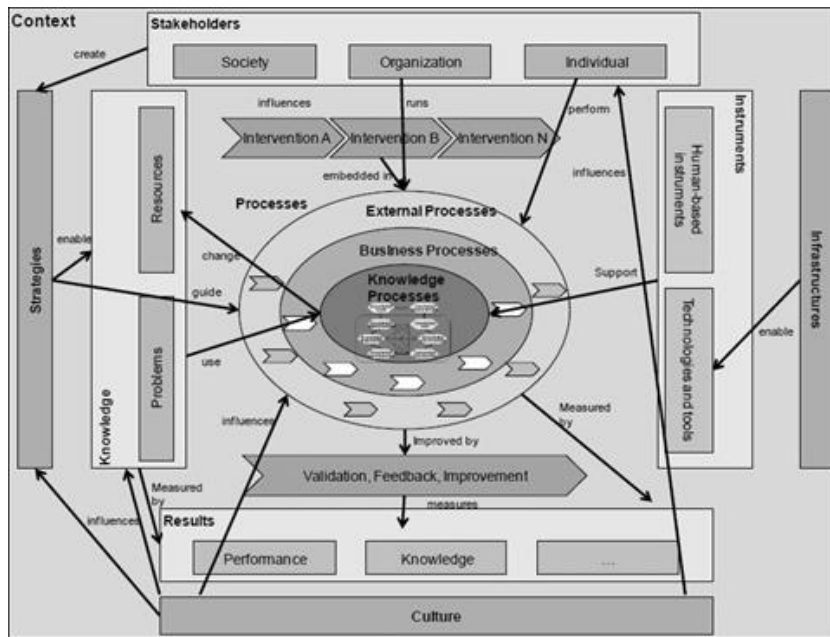 Context
Stakeholders
create
Society
Organization
Individual
influences
runs
perform
Intervention A
Intervention B
Intervention N
embedded in
influences
Instruments
Human-based
instruments
Technologies and tools
Infrastructures
enable
Support
Strategies
enable
guide
Resources
Problems
Knowledge
change
use
Processes
External Processes
Business Processes
Knowledge
Processes
influences
Improved by
Measured
by
Validation, Feedback, Improvement
measures
Measured
by
influences
Results
Performance
Knowledge
...
Culture